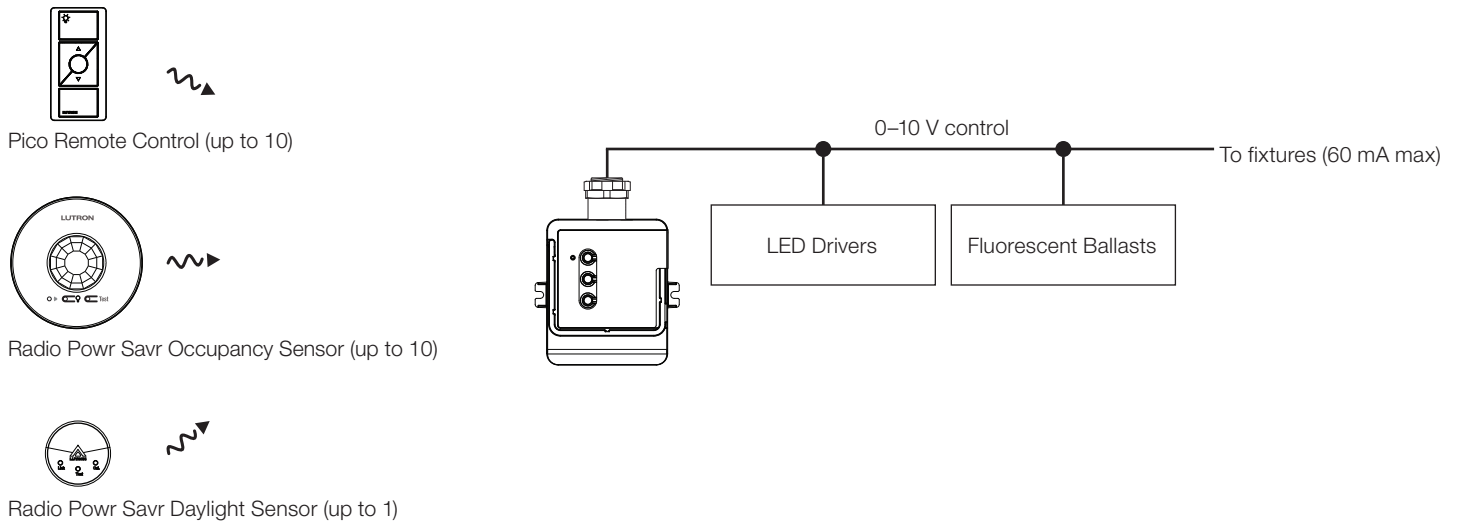 Pico Remote Control (up to 10)
LUTRON
Test
Radio Powr Savr Occupancy Sensor (up to 10)
Test
Radio Powr Savr Daylight Sensor (up to 1)
0–10 V control
To fixtures (60 mA max)
LED Drivers
Fluorescent Ballasts